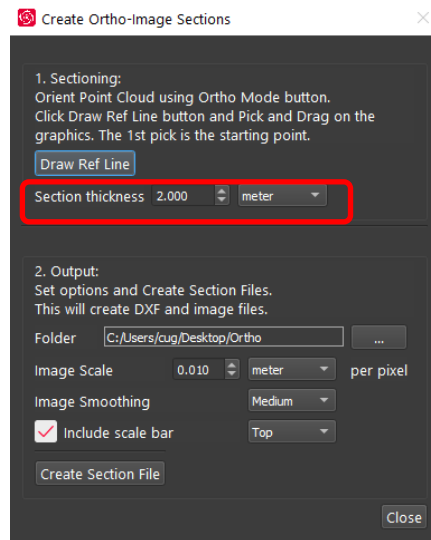 Create Ortho-Image Sections
1. Sectioning:
Orient Point Cloud using Ortho Mode button.
Click Draw Ref Line button and Pick and Drag on the
graphics. The 1st pick is the starting point.
Draw Ref Line
Section thickness 2.000 meter
2. Output:
Set options and Create Section Files.
This will create DXF and image files.
Folder C:/Users/cug/Desktop/Ortho ...
Image Scale 0.010 meter per pixel
Image Smoothing Medium
Include scale bar Top
Create Section File
Close